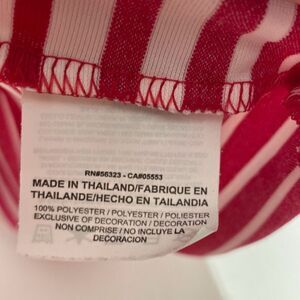 RN#56323 - CA#05553
MADE IN THAILAND/FABRIQUE EN
THAILANDE/HECHO EN TAILANDIA
100% POLYESTER / POLYESTER / POLIÉSTER
EXCLUSIVE OF DECORATION / DECORATION
NON COMPRISE / NO INCLUYE LA
DECORACION